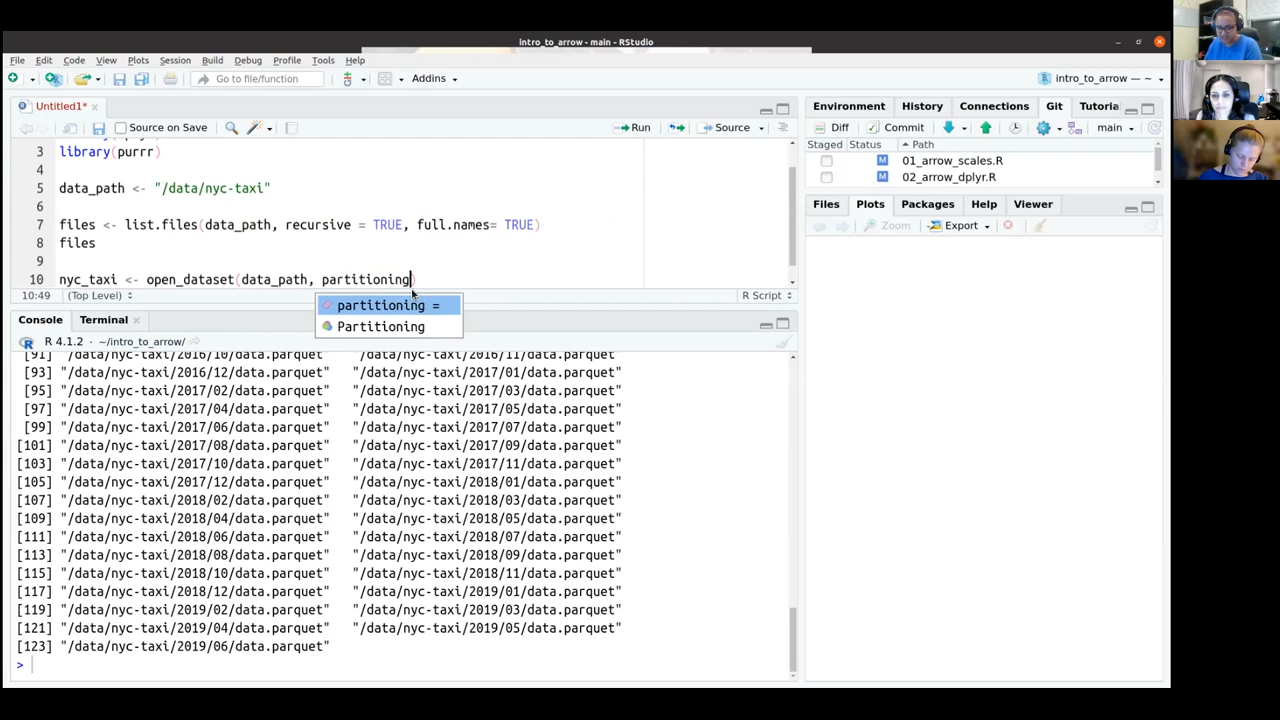 intro_to_arrow - main - RStudio
File Edit Code View Plots Session Build Debug Profile Tools Help
Go to file/function Addins intro_to_arrow — ~
Untitled1*
Source on Save Run Source
3 library(purrr)
4
5 data_path <- "/data/nyc-taxi"
6
7 files <- list.files(data_path, recursive = TRUE, full.names= TRUE)
8 files
9
10 nyc_taxi <- open_dataset(data_path, partitioning)
10:49 (Top Level) R Script
partitioning =
Partitioning
Console Terminal
R 4.1.2 · ~/intro_to_arrow/
[91] "/data/nyc-taxi/2016/10/data.parquet" "/data/nyc-taxi/2016/11/data.parquet"
[93] "/data/nyc-taxi/2016/12/data.parquet" "/data/nyc-taxi/2017/01/data.parquet"
[95] "/data/nyc-taxi/2017/02/data.parquet" "/data/nyc-taxi/2017/03/data.parquet"
[97] "/data/nyc-taxi/2017/04/data.parquet" "/data/nyc-taxi/2017/05/data.parquet"
[99] "/data/nyc-taxi/2017/06/data.parquet" "/data/nyc-taxi/2017/07/data.parquet"
[101] "/data/nyc-taxi/2017/08/data.parquet" "/data/nyc-taxi/2017/09/data.parquet"
[103] "/data/nyc-taxi/2017/10/data.parquet" "/data/nyc-taxi/2017/11/data.parquet"
[105] "/data/nyc-taxi/2017/12/data.parquet" "/data/nyc-taxi/2018/01/data.parquet"
[107] "/data/nyc-taxi/2018/02/data.parquet" "/data/nyc-taxi/2018/03/data.parquet"
[109] "/data/nyc-taxi/2018/04/data.parquet" "/data/nyc-taxi/2018/05/data.parquet"
[111] "/data/nyc-taxi/2018/06/data.parquet" "/data/nyc-taxi/2018/07/data.parquet"
[113] "/data/nyc-taxi/2018/08/data.parquet" "/data/nyc-taxi/2018/09/data.parquet"
[115] "/data/nyc-taxi/2018/10/data.parquet" "/data/nyc-taxi/2018/11/data.parquet"
[117] "/data/nyc-taxi/2018/12/data.parquet" "/data/nyc-taxi/2019/01/data.parquet"
[119] "/data/nyc-taxi/2019/02/data.parquet" "/data/nyc-taxi/2019/03/data.parquet"
[121] "/data/nyc-taxi/2019/04/data.parquet" "/data/nyc-taxi/2019/05/data.parquet"
[123] "/data/nyc-taxi/2019/06/data.parquet"
>
Environment History Connections Git Tutoria
Diff Commit main
Staged Status Path
M 01_arrow_scales.R
M 02_arrow_dplyr.R
Files Plots Packages Help Viewer
Zoom Export